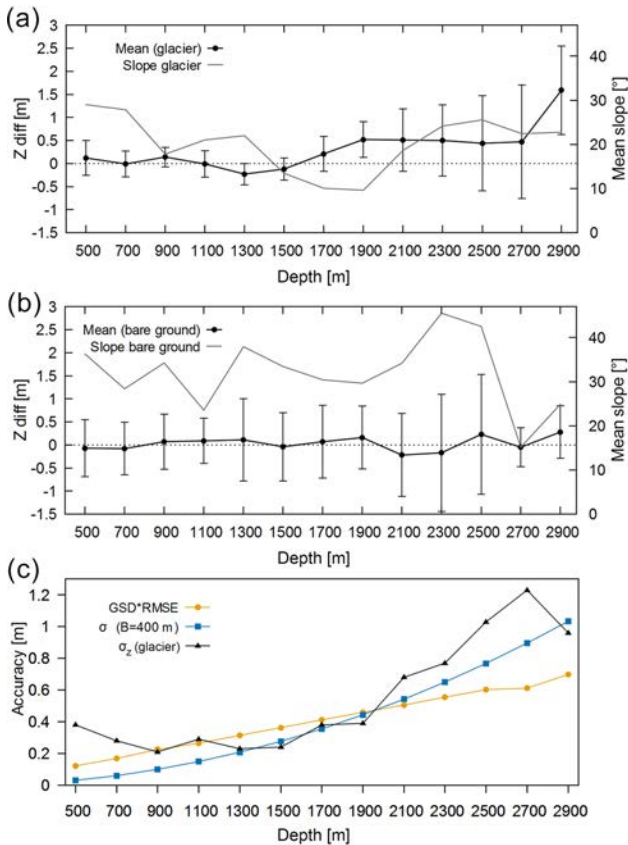 (a)
3
2.5
2
1.5
1
0.5
0
-0.5
-1
-1.5
Z diff [m]
Mean (glacier)
Slope glacier
40
30
20
10
0
Mean slope [°]
500 700 900 1100 1300 1500 1700 1900 2100 2300 2500 2700 2900
Depth [m]
(b)
3
2.5
2
1.5
1
0.5
0
-0.5
-1
-1.5
Z diff [m]
Mean (bare ground)
Slope bare ground
40
30
20
10
0
Mean slope [°]
500 700 900 1100 1300 1500 1700 1900 2100 2300 2500 2700 2900
Depth [m]
(c)
1.2
1
0.8
0.6
0.4
0.2
0
Accuracy [m]
GSD*RMSE
σ (B=400 m)
σz (glacier)
500 700 900 1100 1300 1500 1700 1900 2100 2300 2500 2700 2900
Depth [m]